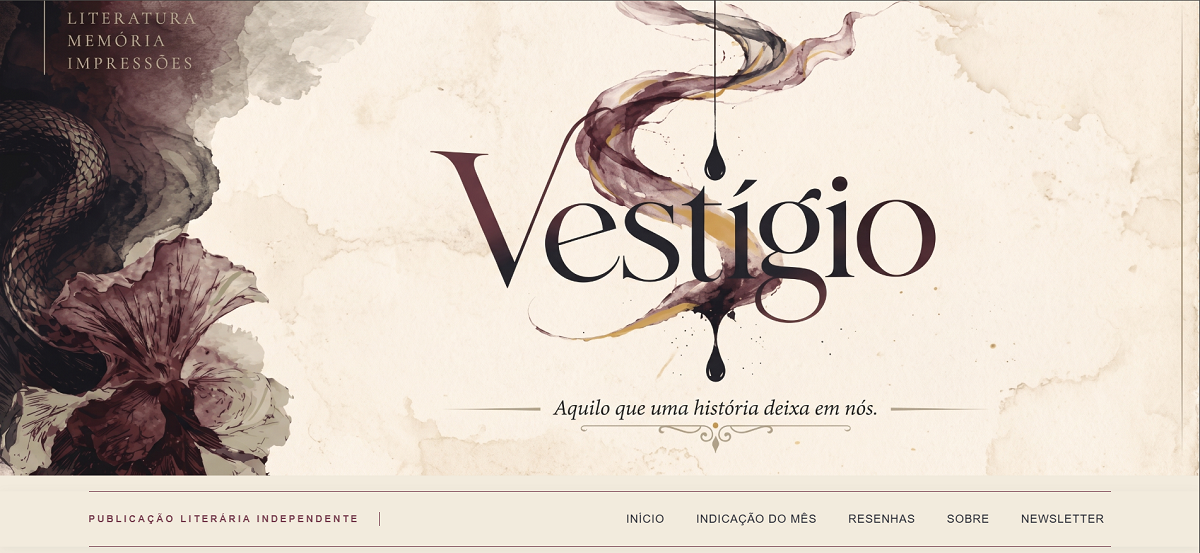 LITERATURA
MEMÓRIA
IMPRESSÕES
Vestígio
Aquilo que uma história deixa em nós.
PUBLICAÇÃO LITERÁRIA INDEPENDENTE
INÍCIO INDICAÇÃO DO MÊS RESENHAS SOBRE NEWSLETTER